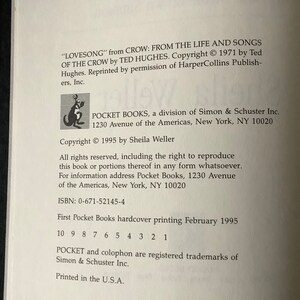 "LOVESONG" from CROW: FROM THE LIFE AND SONGS
OF THE CROW by TED HUGHES. Copyright © 1971 by Ted
Hughes. Reprinted by permission of HarperCollins Publish-
ers, Inc.
POCKET BOOKS, a division of Simon & Schuster Inc.
1230 Avenue of the Americas, New York, NY 10020
Copyright © 1995 by Sheila Weller
All rights reserved, including the right to reproduce
this book or portions thereof in any form whatsoever.
For information address Pocket Books, 1230 Avenue
of the Americas, New York, NY 10020
ISBN: 0-671-52145-4
First Pocket Books hardcover printing February 1995
10 9 8 7 6 5 4 3 2 1
POCKET and colophon are registered trademarks of
Simon & Schuster Inc.
Printed in the U.S.A.